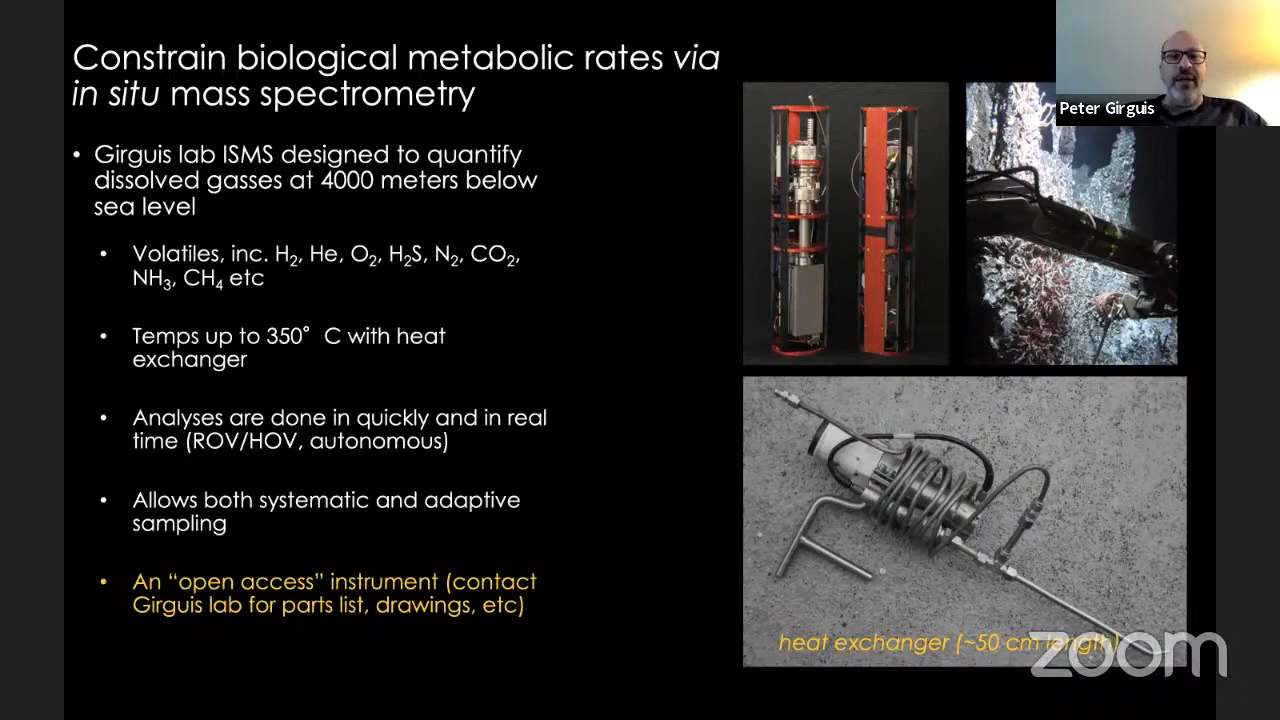 Constrain biological metabolic rates via
in situ mass spectrometry
• Girguis lab ISMS designed to quantify
dissolved gasses at 4000 meters below
sea level
• Volatiles, inc. H₂, He, O₂, H₂S, N₂, CO₂,
NH₃, CH₄ etc
• Temps up to 350° C with heat
exchanger
• Analyses are done in quickly and in real
time (ROV/HOV, autonomous)
• Allows both systematic and adaptive
sampling
• An “open access” instrument (contact
Girguis lab for parts list, drawings, etc)
Peter Girguis
heat exchanger (~50 cm length)
zoom